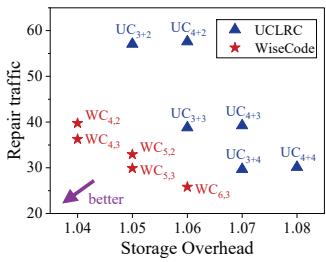 Repair traffic
60
50
40
30
20
UC3+2
UC4+2
UCLRC
WiseCode
WC4,2
WC4,3
UC3+3
UC4+3
WC5,2
WC5,3
UC3+4
UC4+4
WC6,3
better
1.04 1.05 1.06 1.07 1.08
Storage Overhead